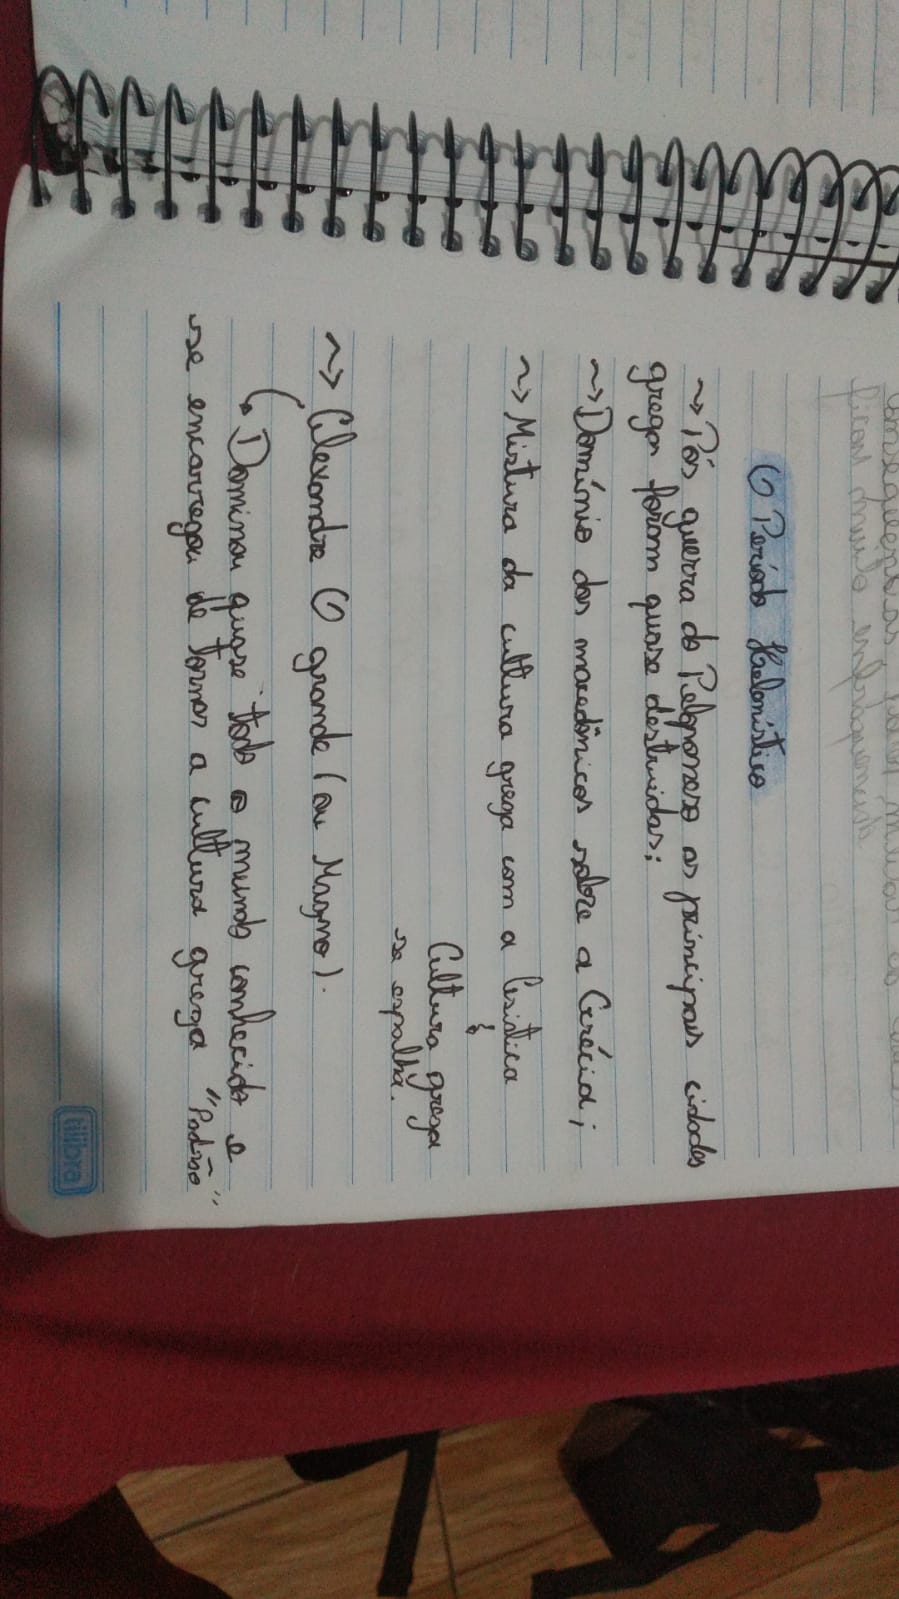 consequências,
ficam muito enfraquecida
O Período Helenístico
~> Pós guerra do Peloponeso as principais cidades
gregas foram quase destruidas;
~> Domínio dos macedônicos sobre a Grécia;
~> Mistura da cultura grega com a Asiática
Cultura grega
se espalha.
~> Alexandre O grande (ou Magno).
Dominou quase todo o mundo conhecido e
se encarregou de tornar a cultura grega "Padrão"
tilibra